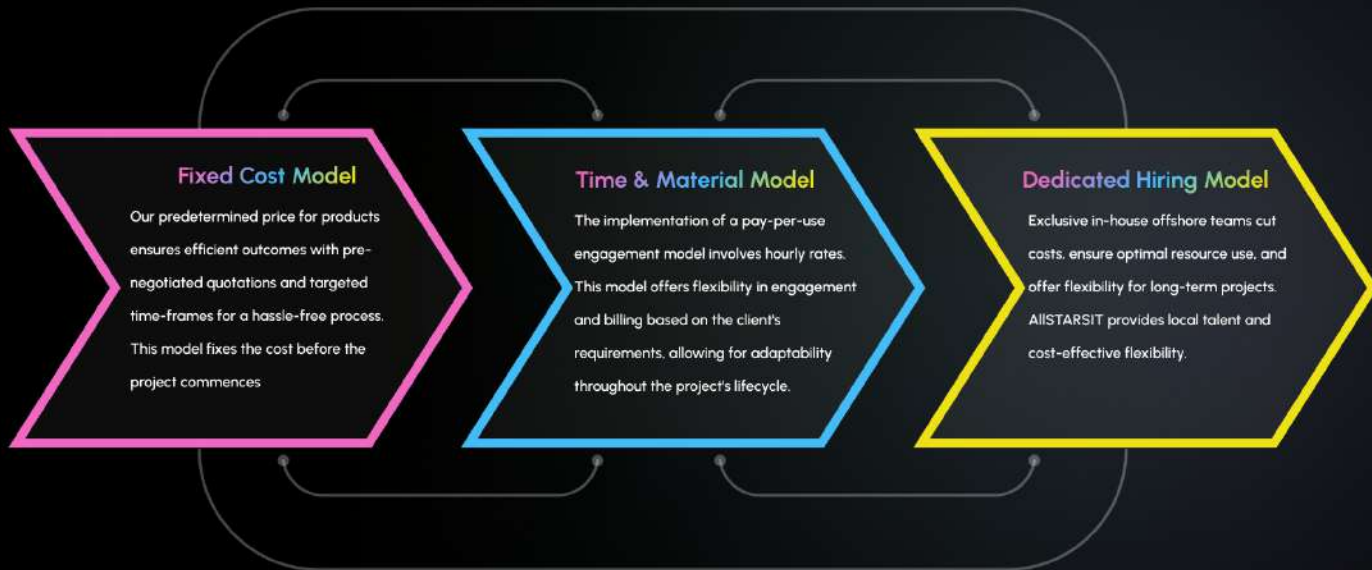 Fixed Cost Model
Our predetermined price for products
ensures efficient outcomes with pre-
negotiated quotations and targeted
time-frames for a hassle-free process.
This model fixes the cost before the
project commences
Time & Material Model
The implementation of a pay-per-use
engagement model involves hourly rates.
This model offers flexibility in engagement
and billing based on the client's
requirements, allowing for adaptability
throughout the project's lifecycle.
Dedicated Hiring Model
Exclusive in-house offshore teams cut
costs, ensure optimal resource use, and
offer flexibility for long-term projects.
AllSTARSIT provides local talent and
cost-effective flexibility.